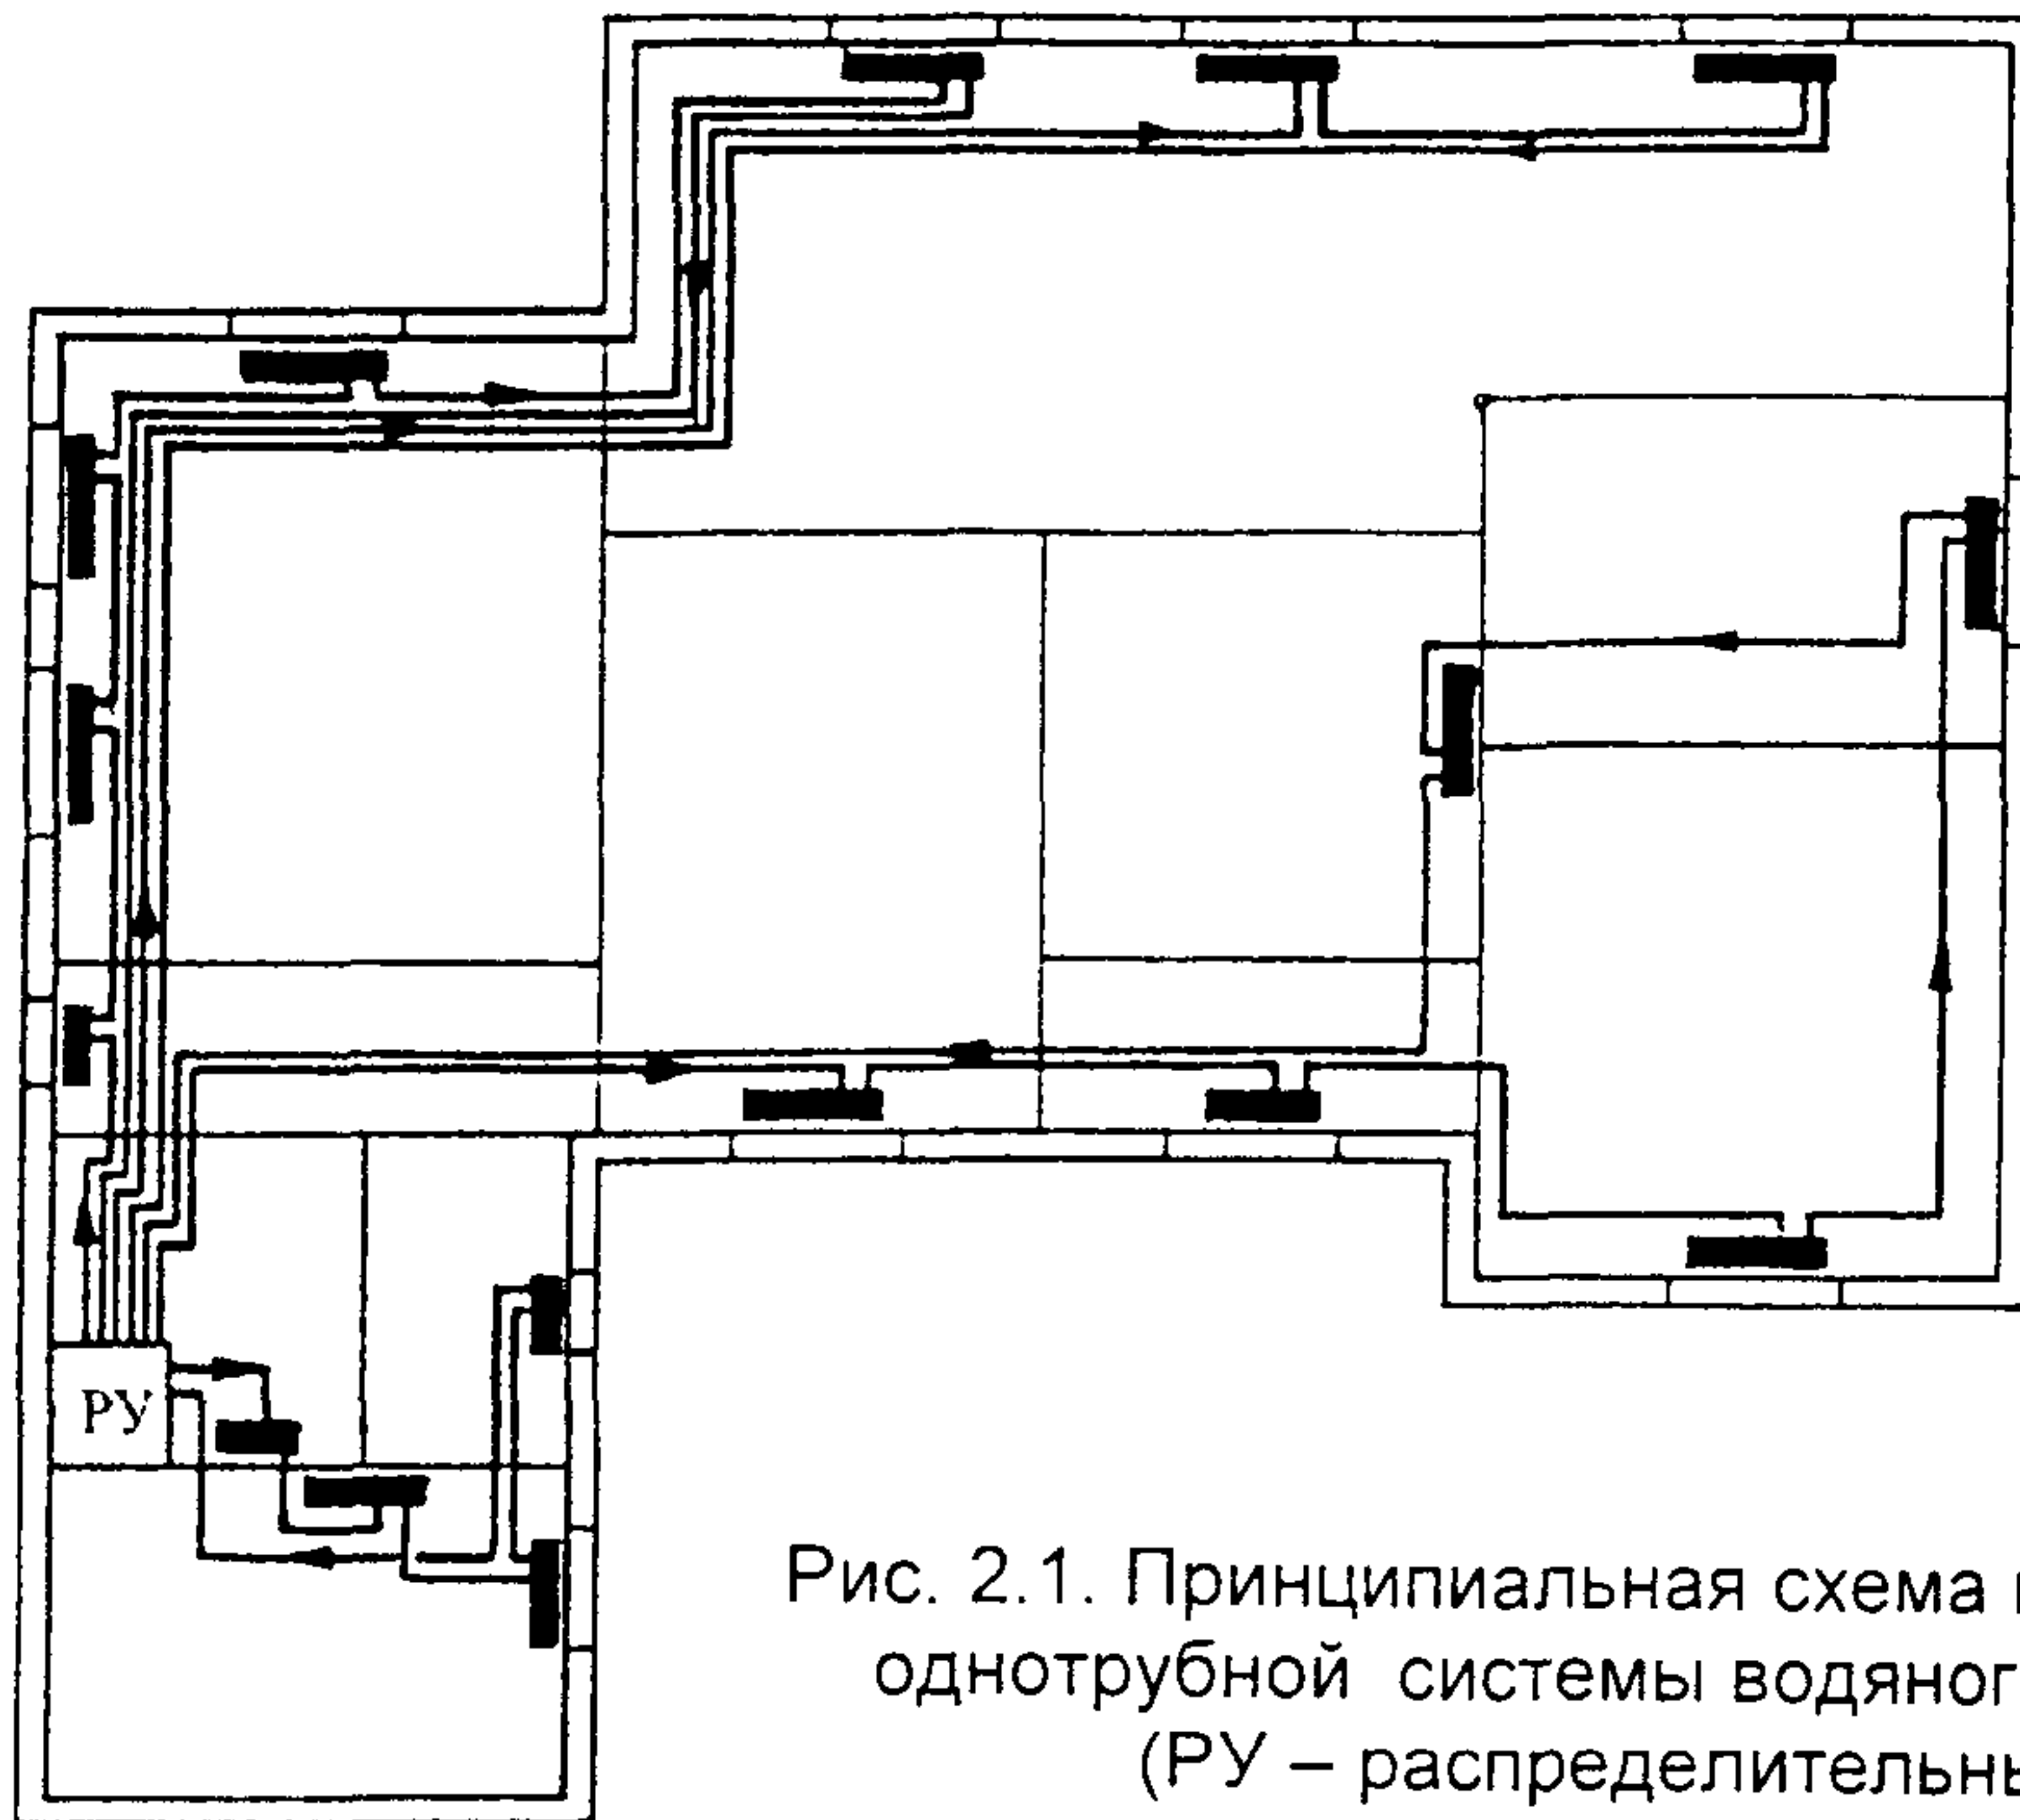 РУ
Рис. 2.1. Принципиальная схема
однотрубной системы водяног
(РУ – распределительны